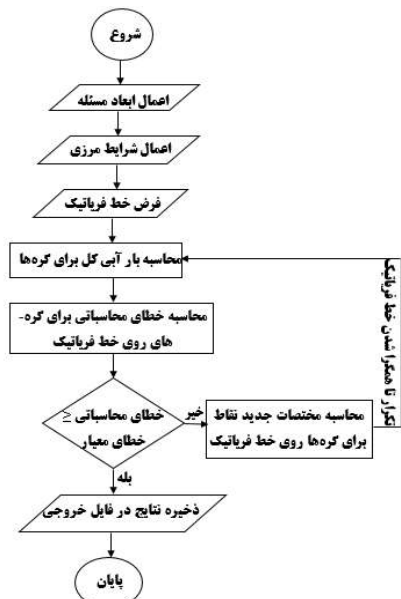 شروع
اعمال ابعاد مسئله
اعمال شرایط مرزی
فرض خط فریاتیک
محاسبه بار آبی کل برای گره‌ها
محاسبه خطای محاسباتی برای گره-
های روی خط فریاتیک
خطای محاسباتی ≤
خطای معیار
خیر
محاسبه مختصات جدید نقاط
برای گره‌ها روی خط فریاتیک
تکرار تا همگرا شدن خط فریاتیک
بله
ذخیره نتایج در فایل خروجی
پایان